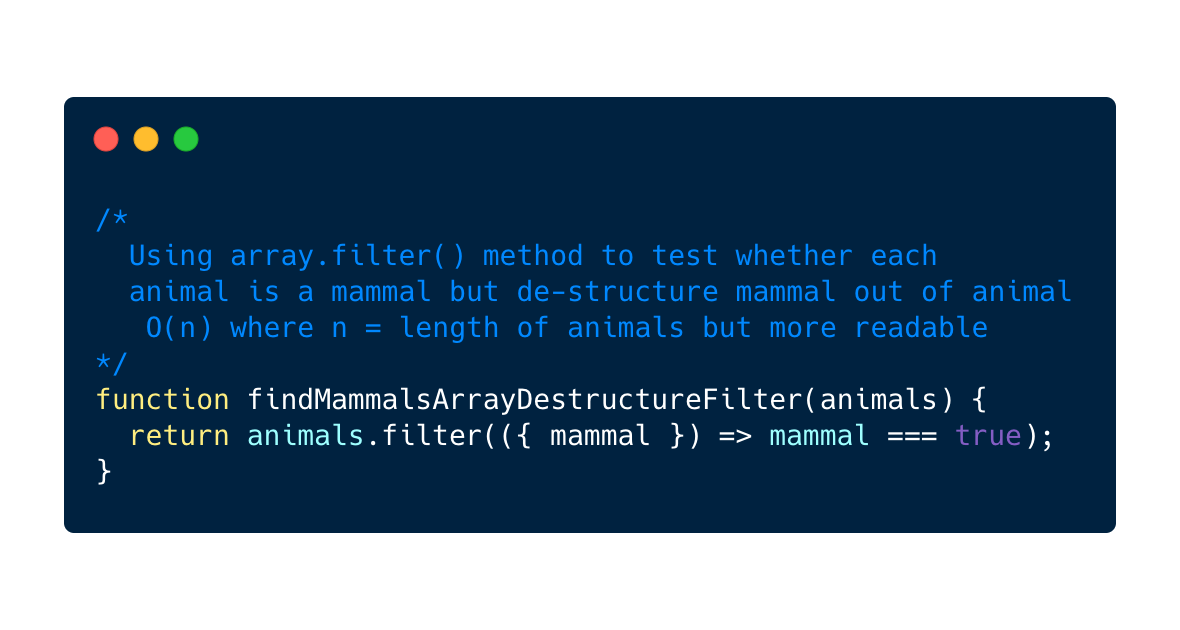 /*
Using array.filter() method to test whether each
animal is a mammal but de-structure mammal out of animal
O(n) where n = length of animals but more readable
*/
function findMammalsArrayDestructureFilter(animals) {
return animals.filter(({ mammal }) => mammal === true);
}